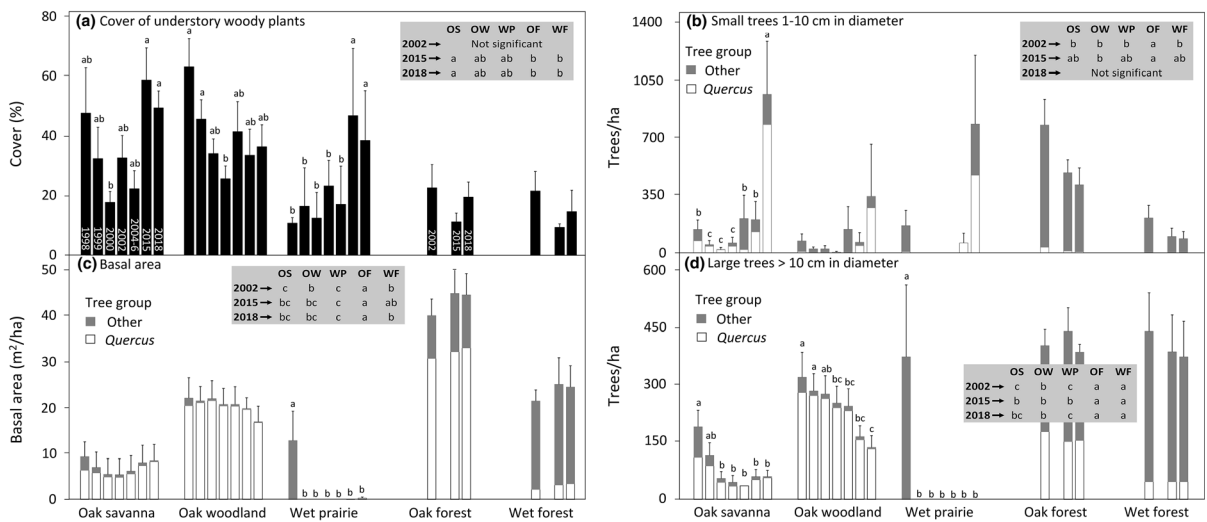 (a) Cover of understory woody plants
OS OW WP OF WF
2002 → Not significant
2015 → a ab ab b b
2018 → a ab ab b b
Cover (%)
80
60
40
20
0
ab ab b ab ab a a
1998 1999 2000 2002 2004-6 2015 2018
a a ab b ab ab ab
b b b b b a a
2002 2015 2018
(b) Small trees 1-10 cm in diameter
OS OW WP OF WF
2002 → b b b a b
2015 → ab b ab a ab
2018 → Not significant
Tree group
Other
Quercus
Trees/ha
1400
1050
700
350
0
b c c c b b a
(c) Basal area
OS OW WP OF WF
2002 → c b c a b
2015 → bc bc c a ab
2018 → bc bc c a b
Tree group
Other
Quercus
Basal area (m²/ha)
50
40
30
20
10
0
a b b b b b b
Oak savanna Oak woodland Wet prairie Oak forest Wet forest
(d) Large trees > 10 cm in diameter
Tree group
Other
Quercus
OS OW WP OF WF
2002 → c b c a a
2015 → b b b a a
2018 → bc b c a a
Trees/ha
600
450
300
150
0
a ab b b b b b
a a ab bc bc c c
a b b b b b b
Oak savanna Oak woodland Wet prairie Oak forest Wet forest